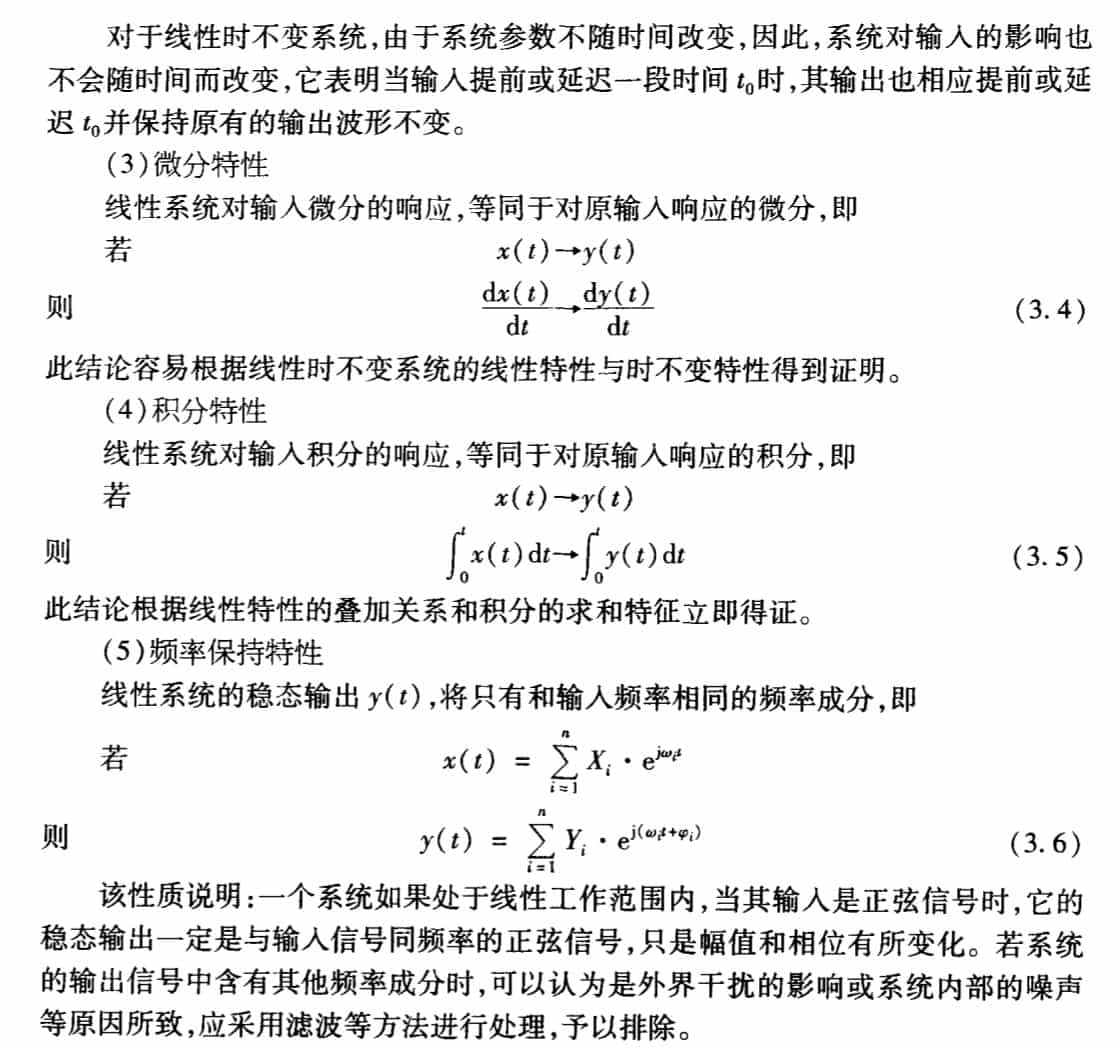 对于线性时不变系统,由于系统参数不随时间改变,因此,系统对输入的影响也
不会随时间而改变,它表明当输入提前或延迟一段时间 t₀时,其输出也相应提前或延
迟 t₀并保持原有的输出波形不变。
(3)微分特性
线性系统对输入微分的响应,等同于对原输入响应的微分,即
若 x(t)→y(t)
则 dx(t)/dt→dy(t)/dt (3.4)
此结论容易根据线性时不变系统的线性特性与时不变特性得到证明。
(4)积分特性
线性系统对输入积分的响应,等同于对原输入响应的积分,即
若 x(t)→y(t)
则 ∫₀ᵗx(t)dt→∫₀ᵗy(t)dt (3.5)
此结论根据线性特性的叠加关系和积分的求和特征立即得证。
(5)频率保持特性
线性系统的稳态输出 y(t),将只有和输入频率相同的频率成分,即
若 x(t) = ∑_{i=1}^{n} X_i · e^{jω_i t}
则 y(t) = ∑_{i=1}^{n} Y_i · e^{j(ω_i t+φ_i)} (3.6)
该性质说明:一个系统如果处于线性工作范围内,当其输入是正弦信号时,它的
稳态输出一定是与输入信号同频率的正弦信号,只是幅值和相位有所变化。若系统
的输出信号中含有其他频率成分时,可以认为是外界干扰的影响或系统内部的噪声
等原因所致,应采用滤波等方法进行处理,予以排除。